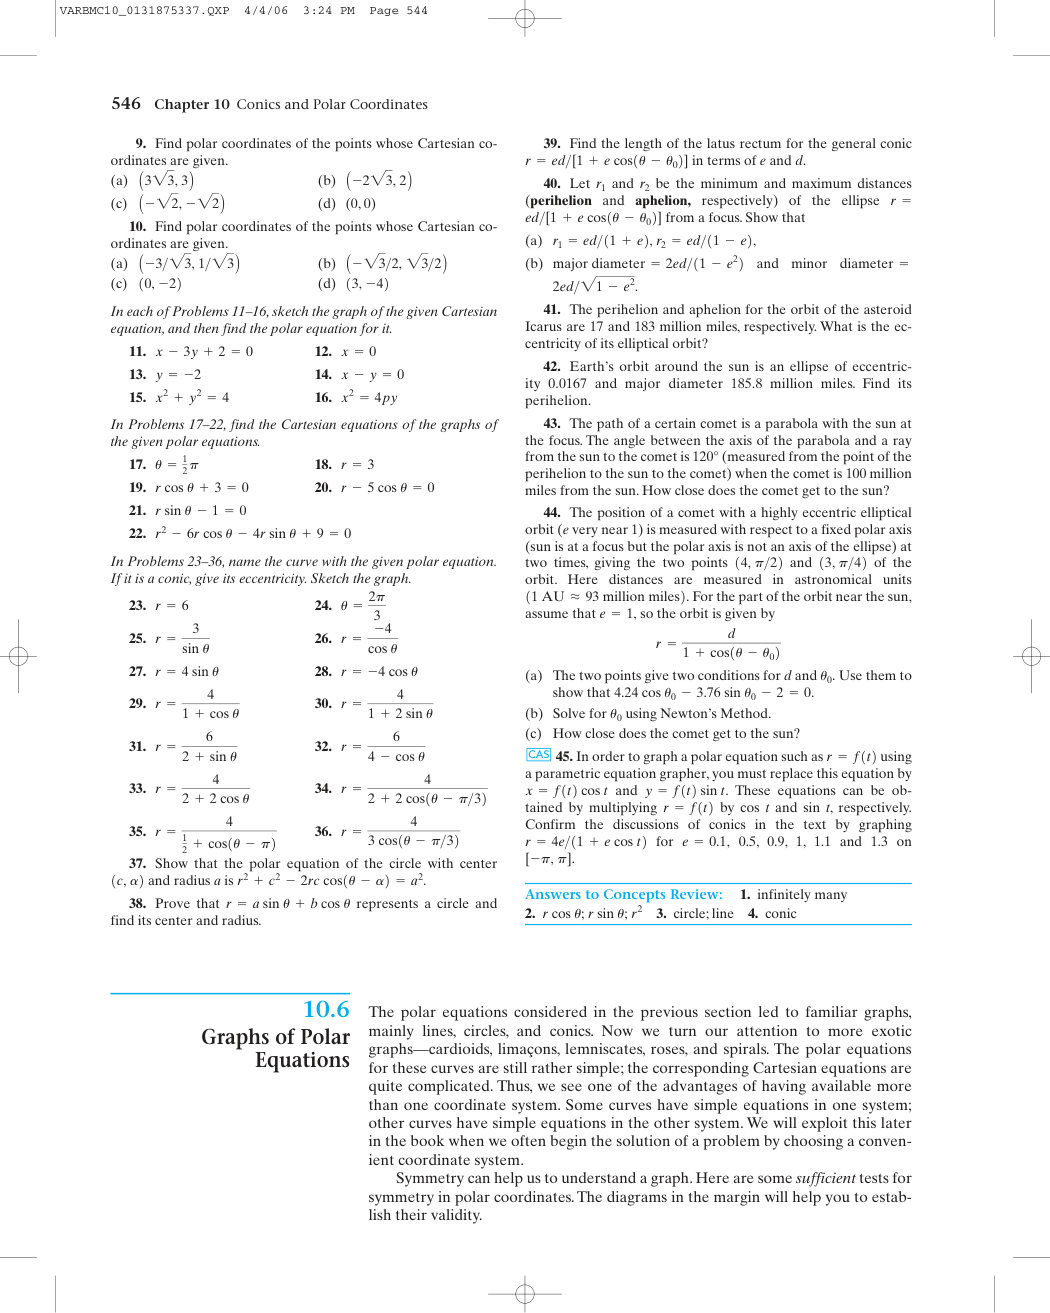 VARBMC10_0131875337.QXP 4/4/06 3:24 PM Page 544
546 Chapter 10 Conics and Polar Coordinates
9. Find polar coordinates of the points whose Cartesian co-
ordinates are given.
(a) (3√3, 3) (b) (−2√3, 2)
(c) (−√2, −√2) (d) (0, 0)
10. Find polar coordinates of the points whose Cartesian co-
ordinates are given.
(a) (−3/√3, 1/√3) (b) (−√3/2, √3/2)
(c) (0, −2) (d) (3, −4)
In each of Problems 11–16, sketch the graph of the given Cartesian
equation, and then find the polar equation for it.
11. x − 3y + 2 = 0 12. x = 0
13. y = −2 14. x − y = 0
15. x² + y² = 4 16. x² = 4py
In Problems 17–22, find the Cartesian equations of the graphs of
the given polar equations.
17. θ = ½π 18. r = 3
19. r cos θ + 3 = 0 20. r − 5 cos θ = 0
21. r sin θ − 1 = 0
22. r² − 6r cos θ − 4r sin θ + 9 = 0
In Problems 23–36, name the curve with the given polar equation.
If it is a conic, give its eccentricity. Sketch the graph.
23. r = 6 24. θ = 2π/3
25. r = 3/sin θ 26. r = −4/cos θ
27. r = 4 sin θ 28. r = −4 cos θ
29. r = 4/(1 + cos θ) 30. r = 4/(1 + 2 sin θ)
31. r = 6/(2 + sin θ) 32. r = 6/(4 − cos θ)
33. r = 4/(2 + 2 cos θ) 34. r = 4/(2 + 2 cos(θ − π/3))
35. r = 4/(½ + cos(θ − π)) 36. r = 4/(3 cos(θ − π/3))
37. Show that the polar equation of the circle with center
(c, α) and radius a is r² + c² − 2rc cos(θ − α) = a².
38. Prove that r = a sin θ + b cos θ represents a circle and
find its center and radius.
39. Find the length of the latus rectum for the general conic
r = ed/[1 + e cos(θ − θ₀)] in terms of e and d.
40. Let r₁ and r₂ be the minimum and maximum distances
(perihelion and aphelion, respectively) of the ellipse r =
ed/[1 + e cos(θ − θ₀)] from a focus. Show that
(a) r₁ = ed/(1 + e), r₂ = ed/(1 − e),
(b) major diameter = 2ed/(1 − e²) and minor diameter =
2ed/√1 − e².
41. The perihelion and aphelion for the orbit of the asteroid
Icarus are 17 and 183 million miles, respectively. What is the ec-
centricity of its elliptical orbit?
42. Earth's orbit around the sun is an ellipse of eccentric-
ity 0.0167 and major diameter 185.8 million miles. Find its
perihelion.
43. The path of a certain comet is a parabola with the sun at
the focus. The angle between the axis of the parabola and a ray
from the sun to the comet is 120° (measured from the point of the
perihelion to the sun to the comet) when the comet is 100 million
miles from the sun. How close does the comet get to the sun?
44. The position of a comet with a highly eccentric elliptical
orbit (e very near 1) is measured with respect to a fixed polar axis
(sun is at a focus but the polar axis is not an axis of the ellipse) at
two times, giving the two points (4, π/2) and (3, π/4) of the
orbit. Here distances are measured in astronomical units
(1 AU ≈ 93 million miles). For the part of the orbit near the sun,
assume that e = 1, so the orbit is given by
r = d/(1 + cos(θ − θ₀))
(a) The two points give two conditions for d and θ₀. Use them to
show that 4.24 cos θ₀ − 3.76 sin θ₀ − 2 = 0.
(b) Solve for θ₀ using Newton's Method.
(c) How close does the comet get to the sun?
CAS 45. In order to graph a polar equation such as r = f(t) using
a parametric equation grapher, you must replace this equation by
x = f(t) cos t and y = f(t) sin t. These equations can be ob-
tained by multiplying r = f(t) by cos t and sin t, respectively.
Confirm the discussions of conics in the text by graphing
r = 4e/(1 + e cos t) for e = 0.1, 0.5, 0.9, 1, 1.1 and 1.3 on
[−π, π].
Answers to Concepts Review: 1. infinitely many
2. r cos θ; r sin θ; r² 3. circle; line 4. conic
10.6
Graphs of Polar
Equations
The polar equations considered in the previous section led to familiar graphs,
mainly lines, circles, and conics. Now we turn our attention to more exotic
graphs—cardioids, limaçons, lemniscates, roses, and spirals. The polar equations
for these curves are still rather simple; the corresponding Cartesian equations are
quite complicated. Thus, we see one of the advantages of having available more
than one coordinate system. Some curves have simple equations in one system;
other curves have simple equations in the other system. We will exploit this later
in the book when we often begin the solution of a problem by choosing a conven-
ient coordinate system.
Symmetry can help us to understand a graph. Here are some sufficient tests for
symmetry in polar coordinates. The diagrams in the margin will help you to estab-
lish their validity.